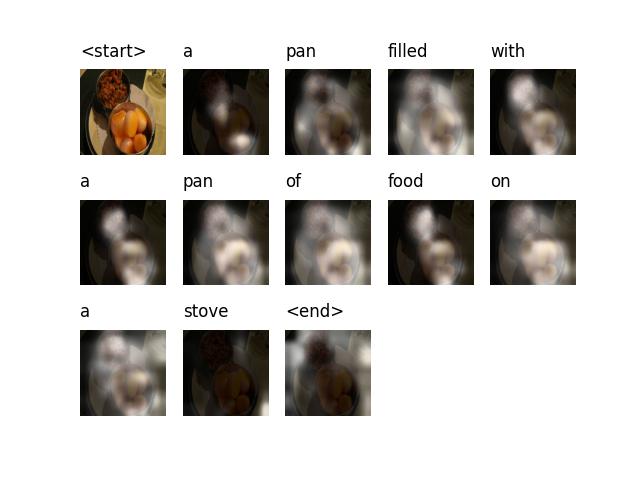 <start> a pan filled with
a pan of food on
a stove <end>